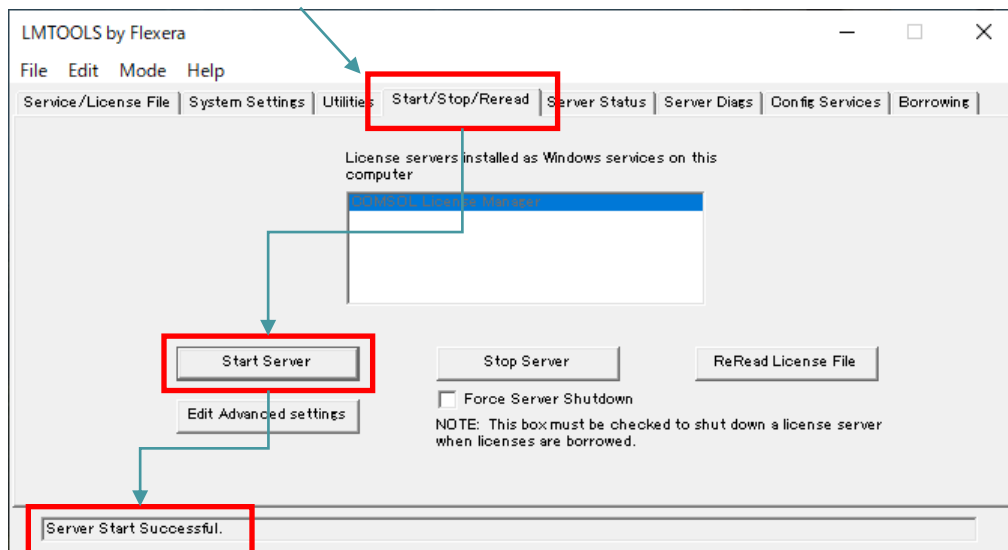 LMTOOLS by Flexera
File Edit Mode Help
Service/License File System Settings Utilities Start/Stop/Reread Server Status Server Diags Config Services Borrowing
License servers installed as Windows services on this
computer
COMSOL License Manager
Start Server Stop Server ReRead License File
Edit Advanced settings
Force Server Shutdown
NOTE: This box must be checked to shut down a license server
when licenses are borrowed.
Server Start Successful.